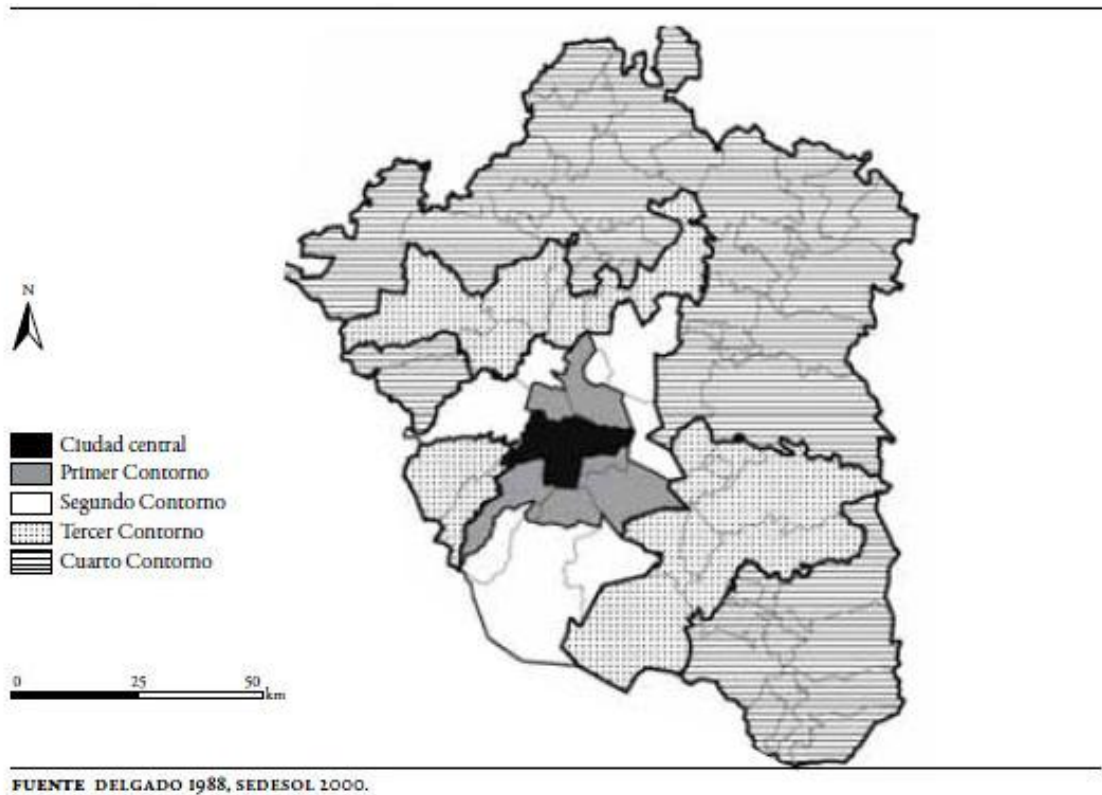 N
Ciudad central
Primer Contorno
Segundo Contorno
Tercer Contorno
Cuarto Contorno
0 25 50
km
FUENTE DELGADO 1988, SEDESOL 2000.